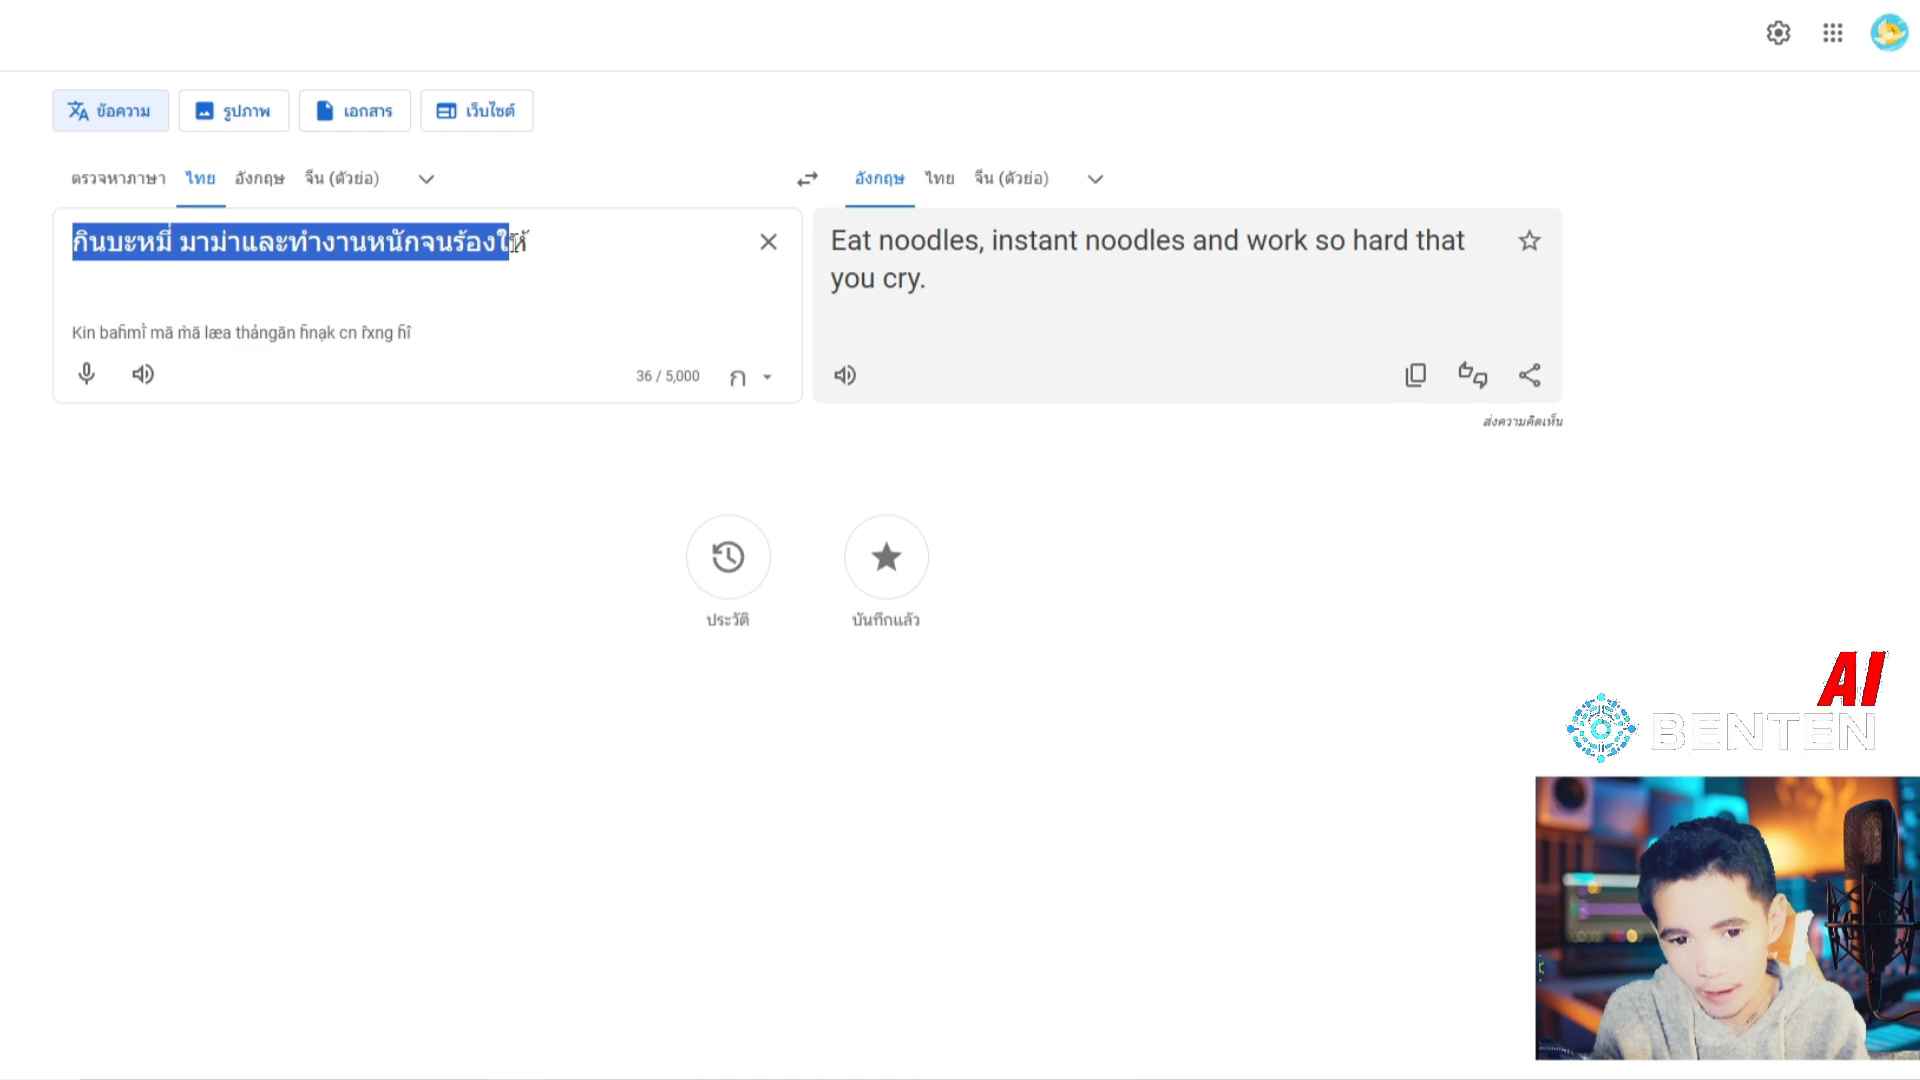 ข้อความ
รูปภาพ
เอกสาร
เว็บไซต์
ตรวจหาภาษา ไทย อังกฤษ จีน (ตัวย่อ)
อังกฤษ ไทย จีน (ตัวย่อ)
กินบะหมี่ มาม่าและทำงานหนักจนร้องให้
Eat noodles, instant noodles and work so hard that
you cry.
Kin bah̄mī̀ mā m̀ā læa thảngān h̄nạk cn r̂xng h̄ı̂
36 / 5,000
ก
ส่งความคิดเห็น
ประวัติ
บันทึกแล้ว
AI
BENTEN